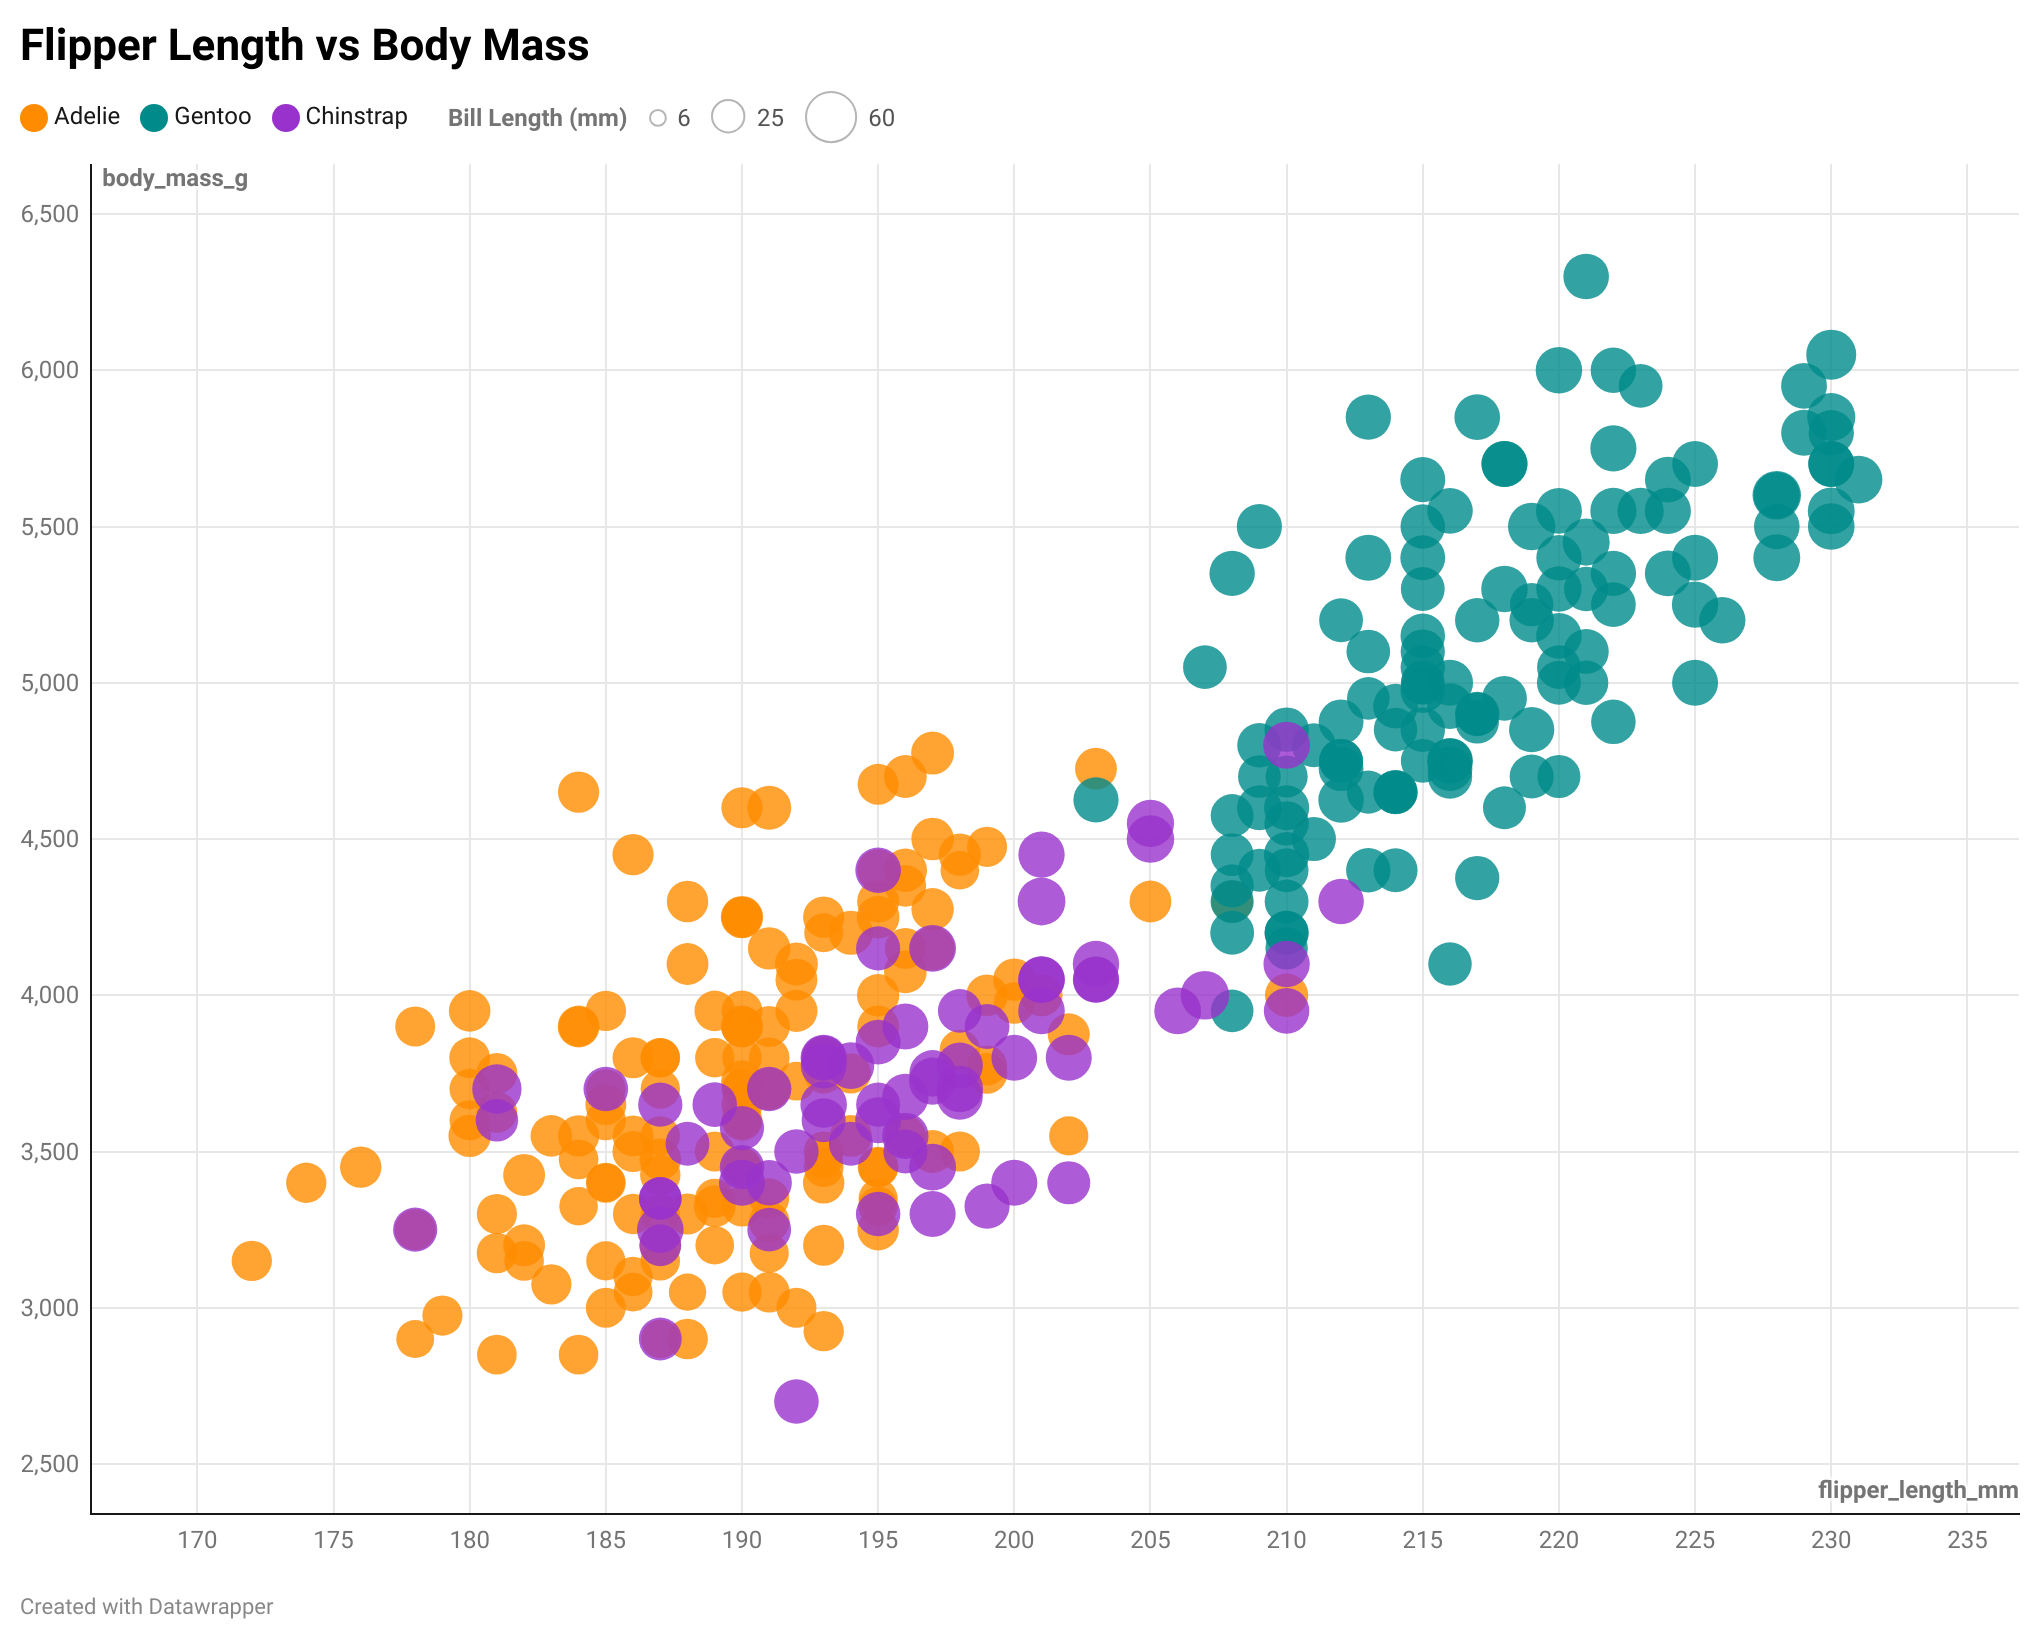 Flipper Length vs Body Mass
Adelie Gentoo Chinstrap Bill Length (mm) 6 25 60
body_mass_g
6,500
6,000
5,500
5,000
4,500
4,000
3,500
3,000
2,500
flipper_length_mm
170 175 180 185 190 195 200 205 210 215 220 225 230 235
Created with Datawrapper